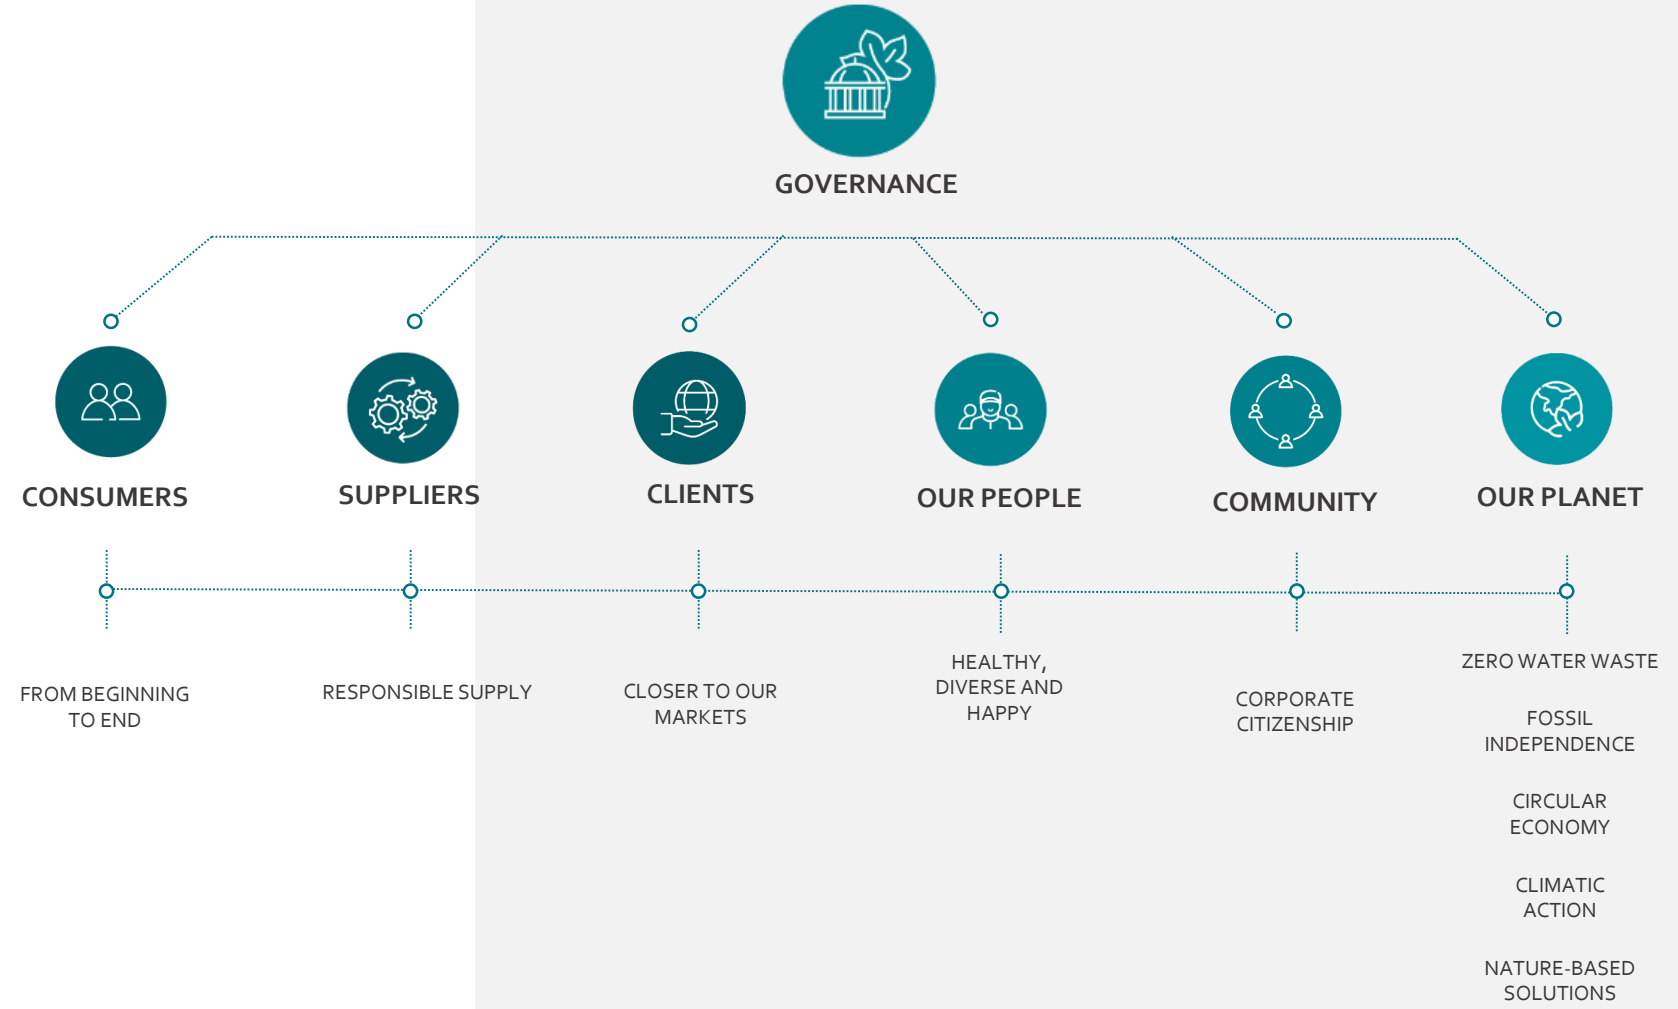 GOVERNANCE
CONSUMERS
SUPPLIERS
CLIENTS
OUR PEOPLE
COMMUNITY
OUR PLANET
FROM BEGINNING
TO END
RESPONSIBLE SUPPLY
CLOSER TO OUR
MARKETS
HEALTHY,
DIVERSE AND
HAPPY
CORPORATE
CITIZENSHIP
ZERO WATER WASTE
FOSSIL
INDEPENDENCE
CIRCULAR
ECONOMY
CLIMATIC
ACTION
NATURE-BASED
SOLUTIONS